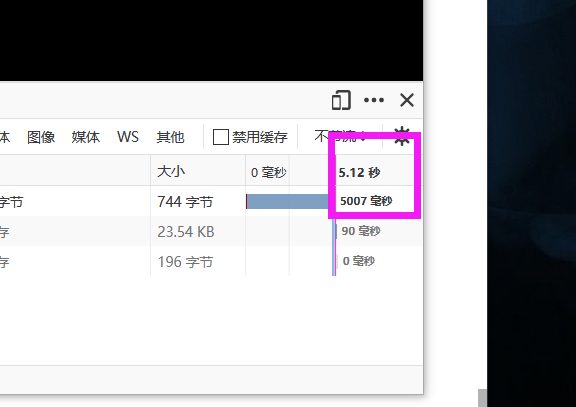 体 图像 媒体 WS 其他 禁用缓存
大小 0 毫秒 5.12 秒
字节 744 字节 5007 毫秒
存 23.54 KB 90 毫秒
存 196 字节 0 毫秒